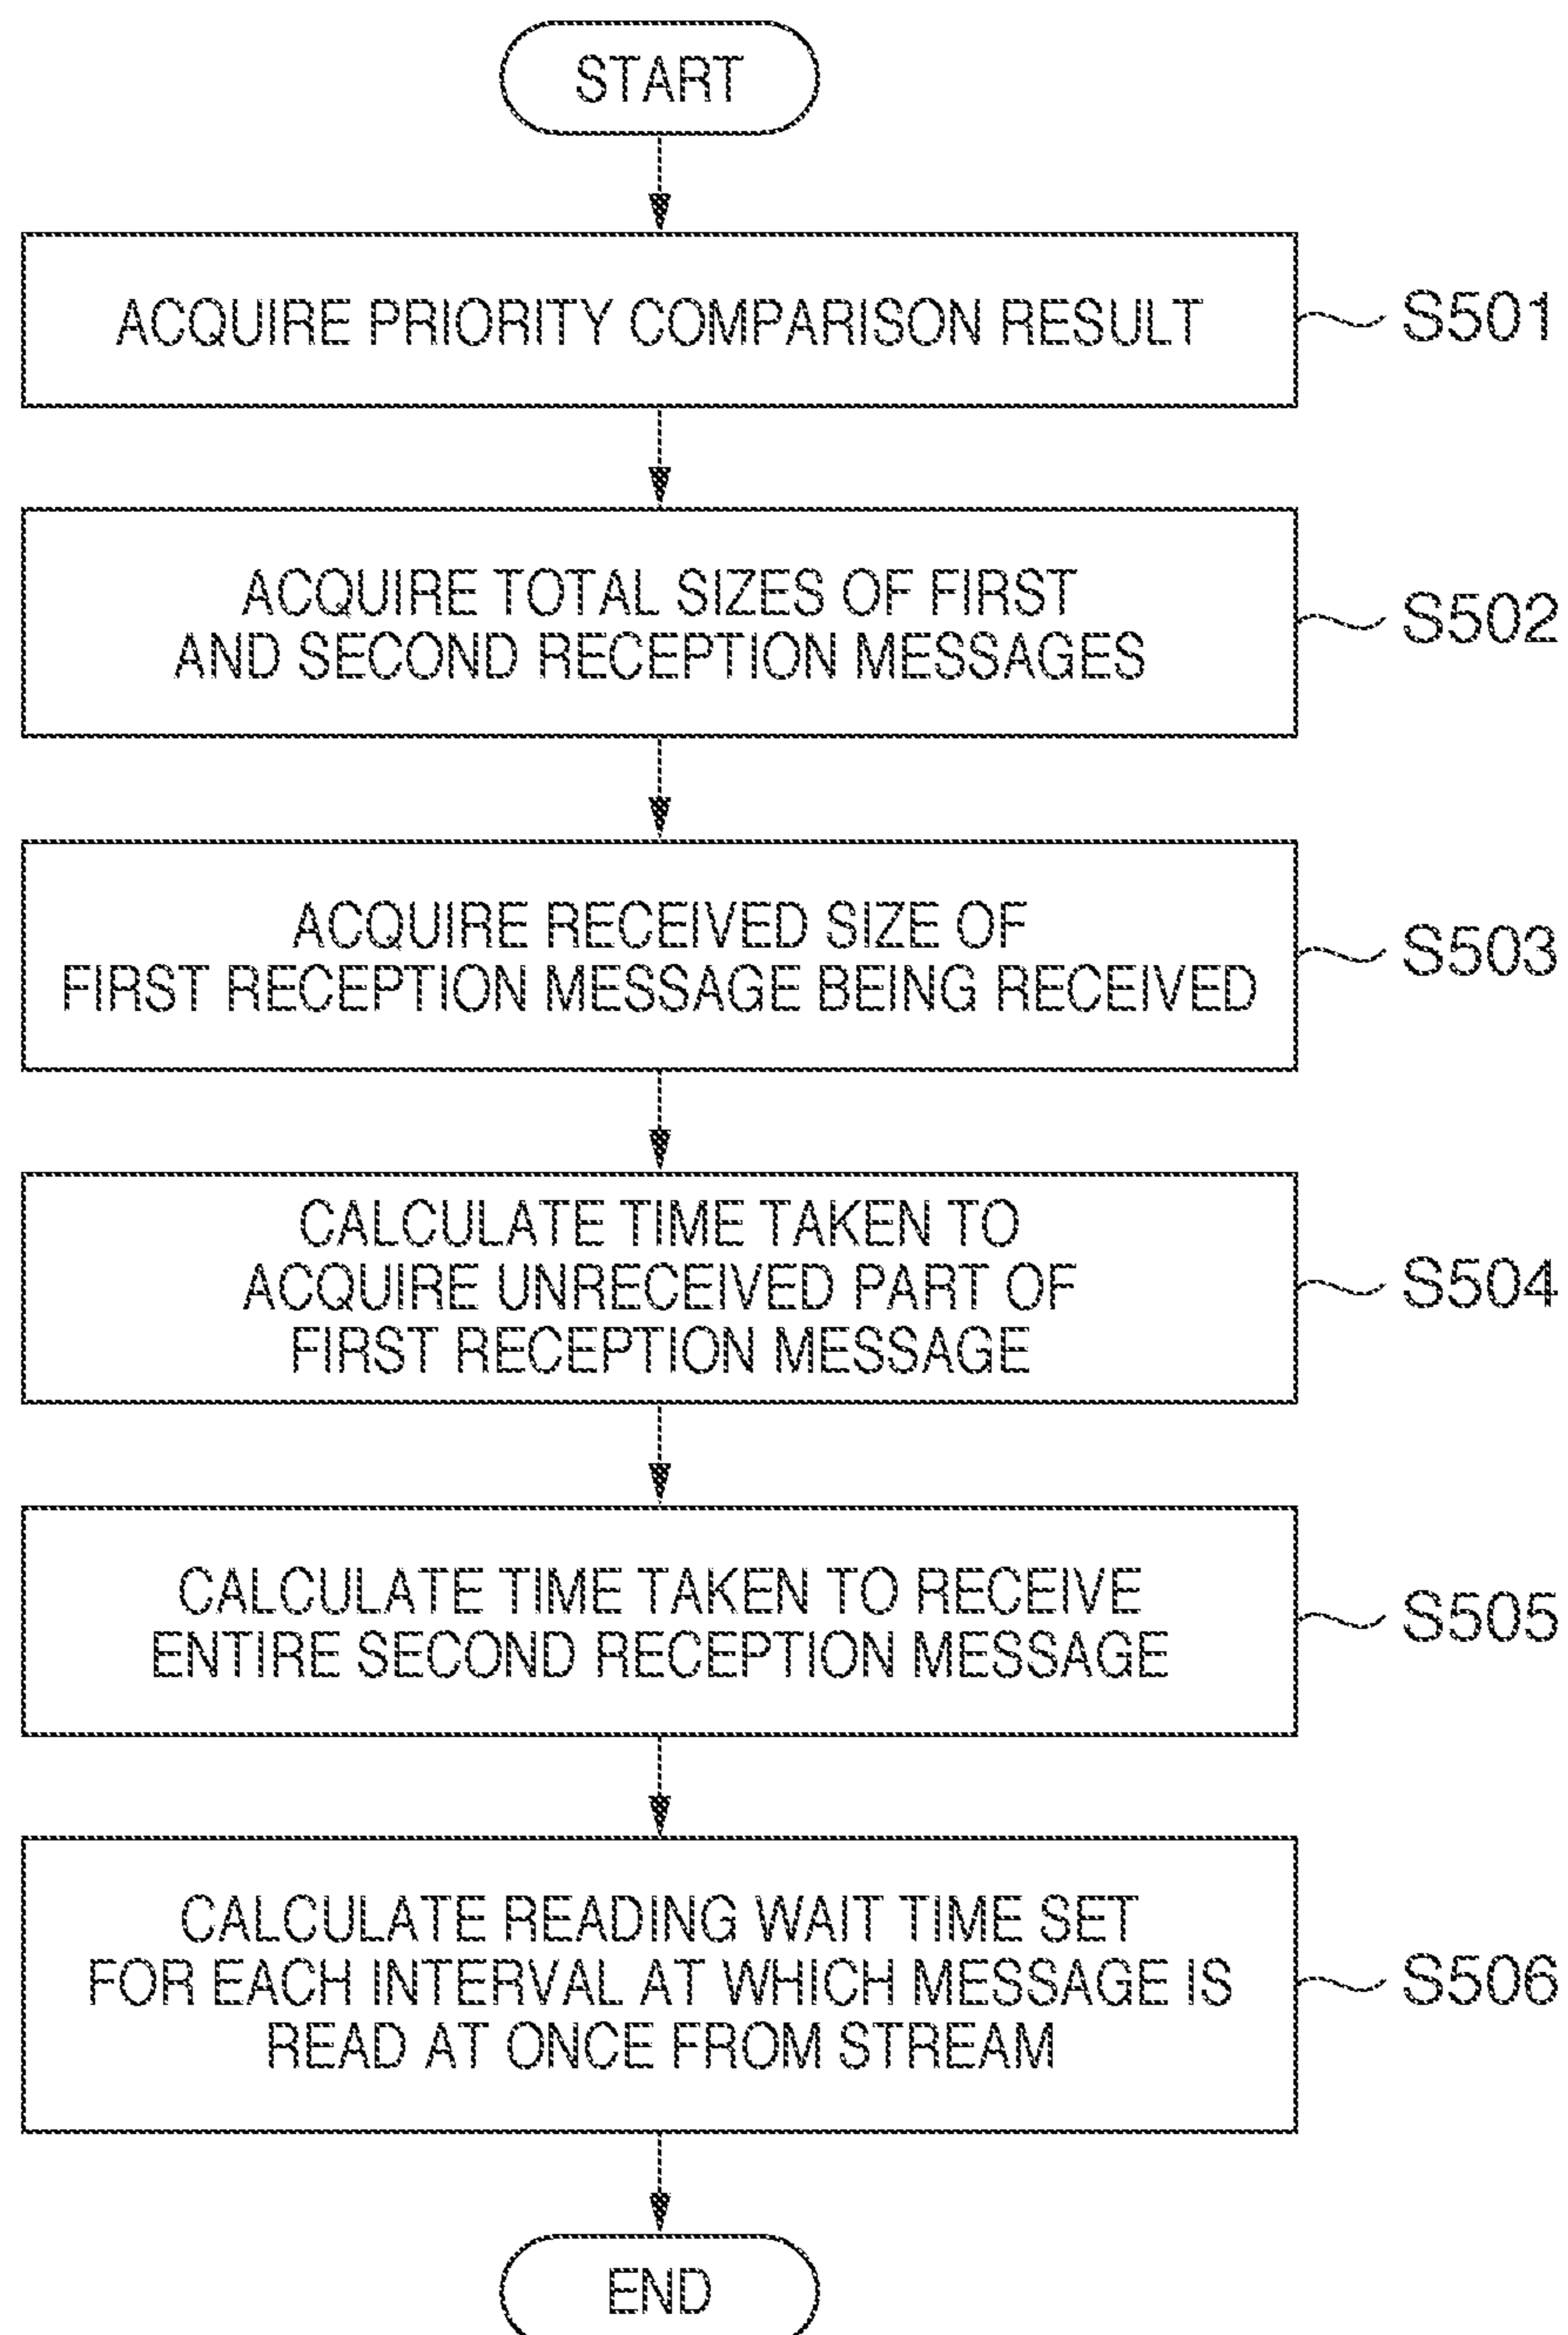 START
ACQUIRE PRIORITY COMPARISON RESULT
S501
ACQUIRE TOTAL SIZES OF FIRST
AND SECOND RECEPTION MESSAGES
S502
ACQUIRE RECEIVED SIZE OF
FIRST RECEPTION MESSAGE BEING RECEIVED
S503
CALCULATE TIME TAKEN TO
ACQUIRE UNRECEIVED PART OF
FIRST RECEPTION MESSAGE
S504
CALCULATE TIME TAKEN TO RECEIVE
ENTIRE SECOND RECEPTION MESSAGE
S505
CALCULATE READING WAIT TIME SET
FOR EACH INTERVAL AT WHICH MESSAGE IS
READ AT ONCE FROM STREAM
S506
END